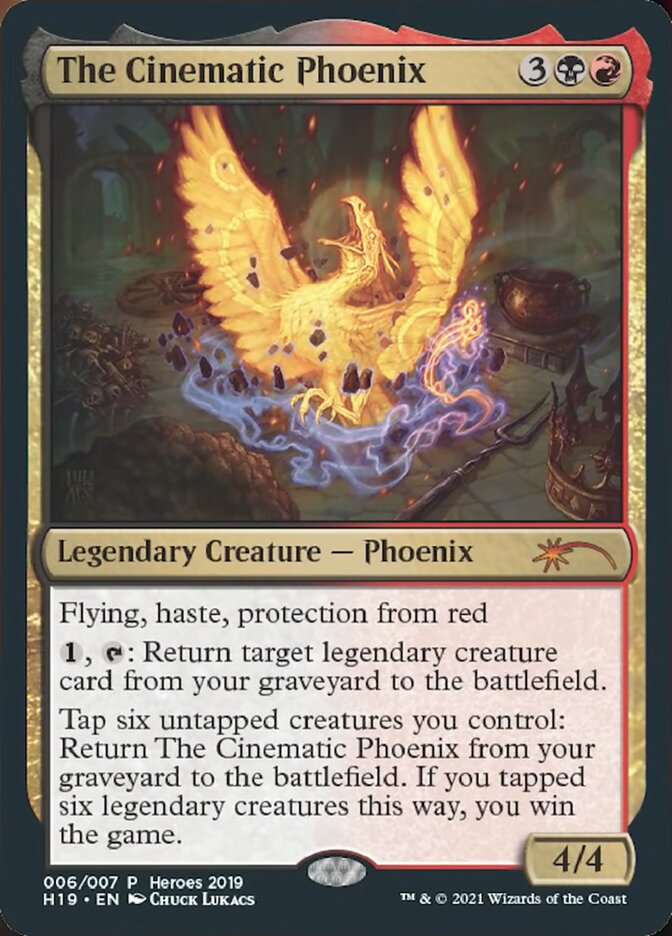 The Cinematic Phoenix 3
Legendary Creature — Phoenix
Flying, haste, protection from red
1, : Return target legendary creature
card from your graveyard to the battlefield.
Tap six untapped creatures you control:
Return The Cinematic Phoenix from your
graveyard to the battlefield. If you tapped
six legendary creatures this way, you win
the game.
4/4
006/007 P Heroes 2019
H19 • EN Chuck Lukacs
™ & © 2021 Wizards of the Coast